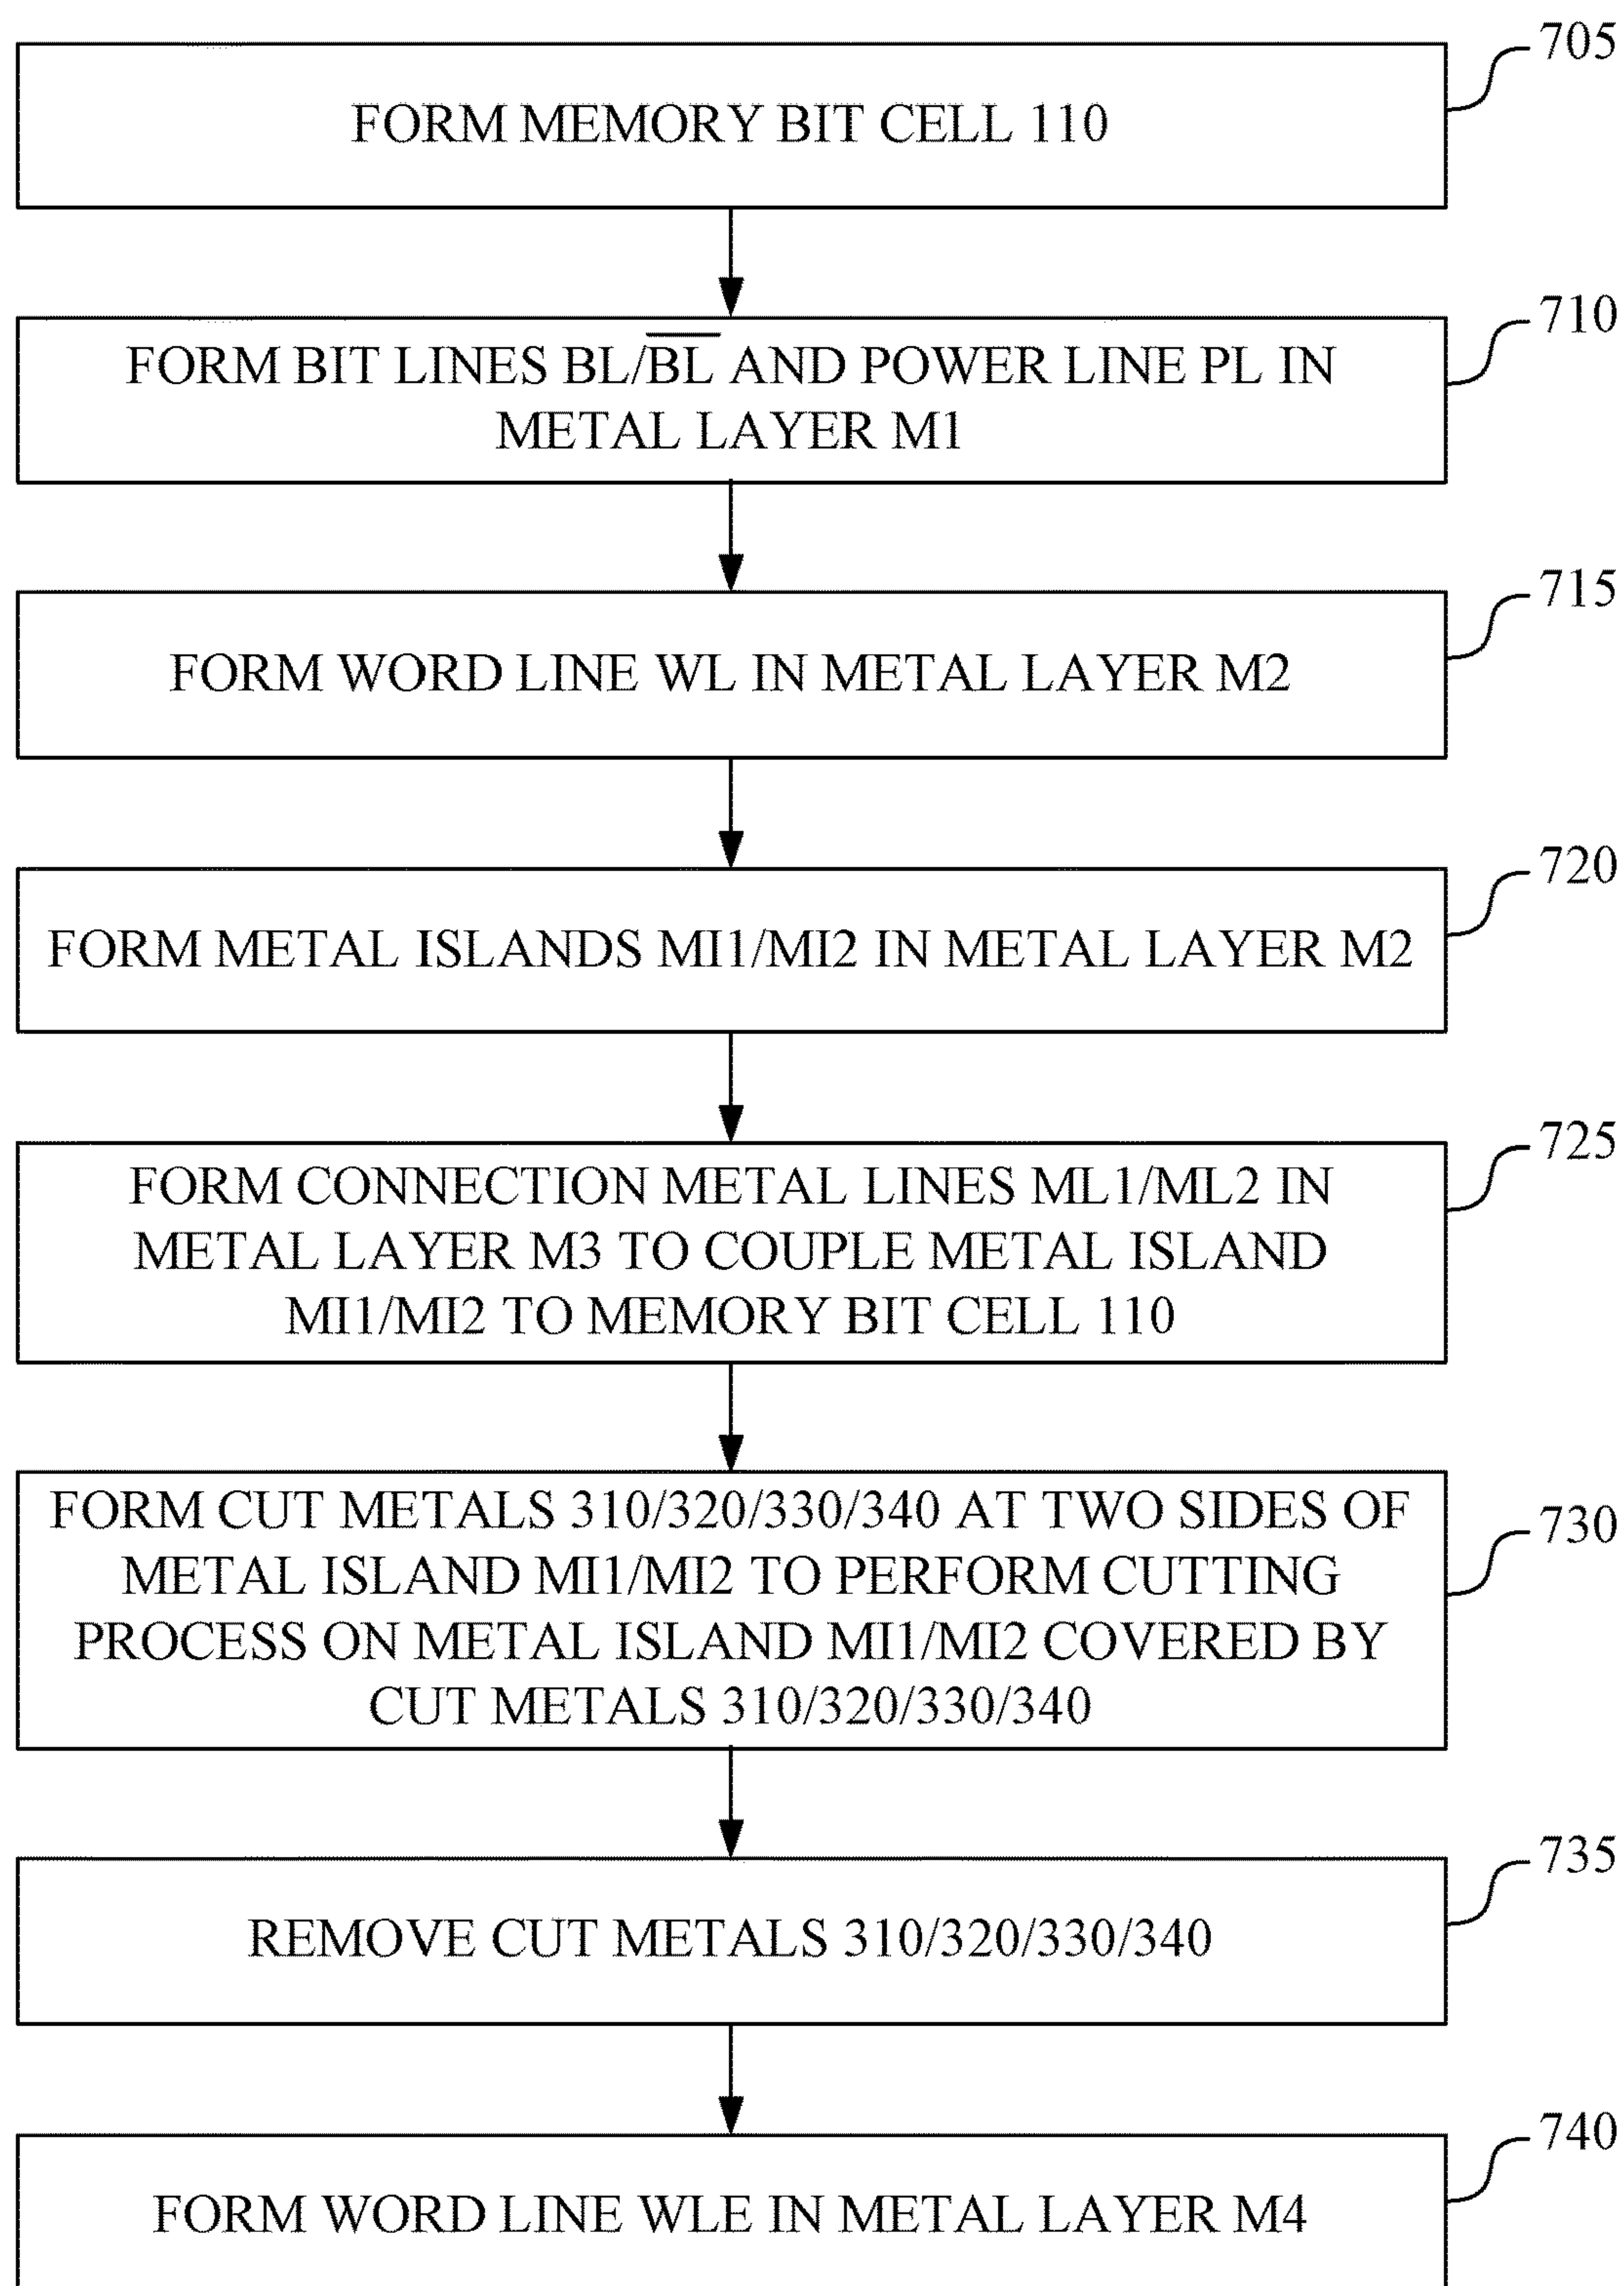 705
FORM MEMORY BIT CELL 110
710
FORM BIT LINES BL/B̅L̅ AND POWER LINE PL IN
METAL LAYER M1
715
FORM WORD LINE WL IN METAL LAYER M2
720
FORM METAL ISLANDS MI1/MI2 IN METAL LAYER M2
725
FORM CONNECTION METAL LINES ML1/ML2 IN
METAL LAYER M3 TO COUPLE METAL ISLAND
MI1/MI2 TO MEMORY BIT CELL 110
730
FORM CUT METALS 310/320/330/340 AT TWO SIDES OF
METAL ISLAND MI1/MI2 TO PERFORM CUTTING
PROCESS ON METAL ISLAND MI1/MI2 COVERED BY
CUT METALS 310/320/330/340
735
REMOVE CUT METALS 310/320/330/340
740
FORM WORD LINE WLE IN METAL LAYER M4